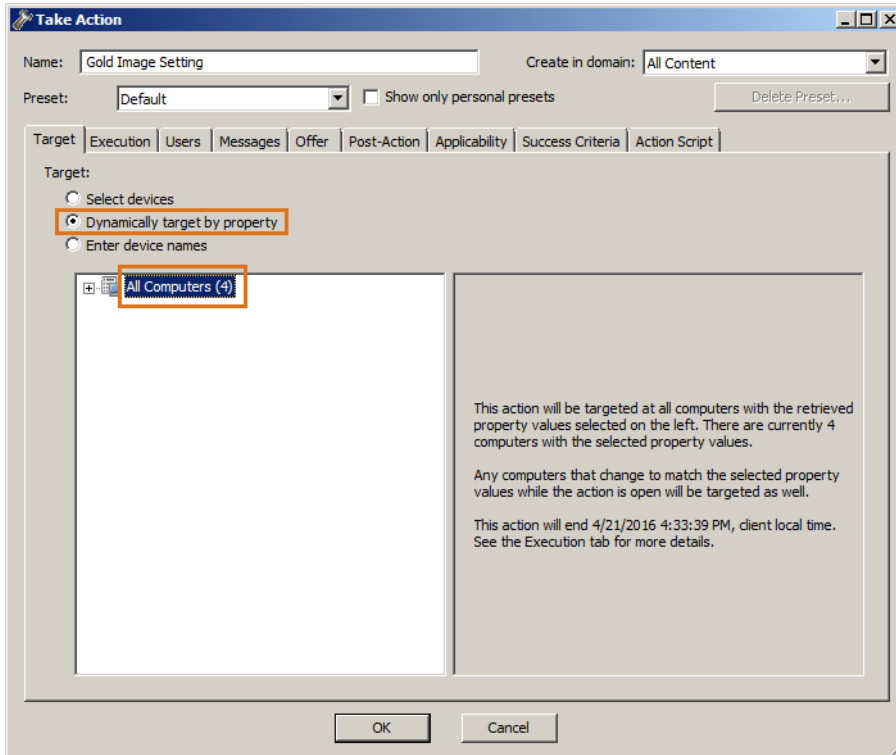 Take Action
Name: Gold Image Setting Create in domain: All Content
Preset: Default Show only personal presets Delete Preset...
Target Execution Users Messages Offer Post-Action Applicability Success Criteria Action Script
Target:
Select devices
Dynamically target by property
Enter device names
All Computers (4)
This action will be targeted at all computers with the retrieved
property values selected on the left. There are currently 4
computers with the selected property values.
Any computers that change to match the selected property
values while the action is open will be targeted as well.
This action will end 4/21/2016 4:33:39 PM, client local time.
See the Execution tab for more details.
OK Cancel